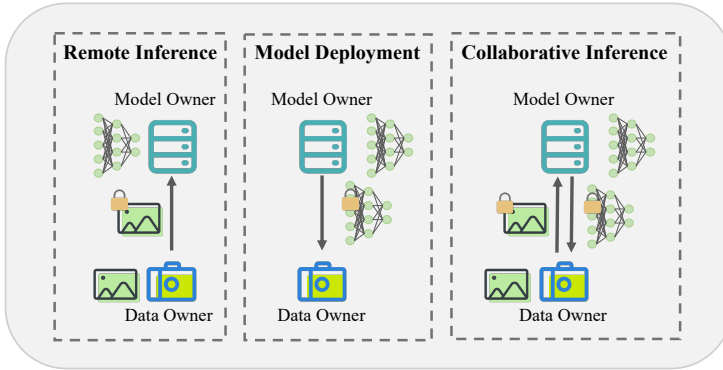 Remote Inference
Model Owner
Data Owner
Model Deployment
Model Owner
Data Owner
Collaborative Inference
Model Owner
Data Owner